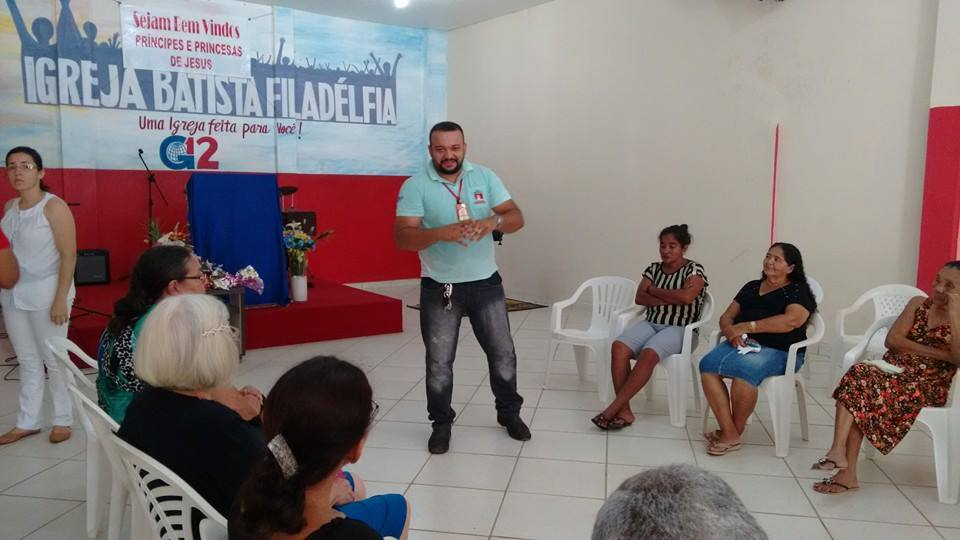 Sejam Bem Vindos
PRÍNCIPES E PRINCESAS
DE JESUS
IGREJA BATISTA FILADÉLFIA
Uma Igreja feita para Você!
G12